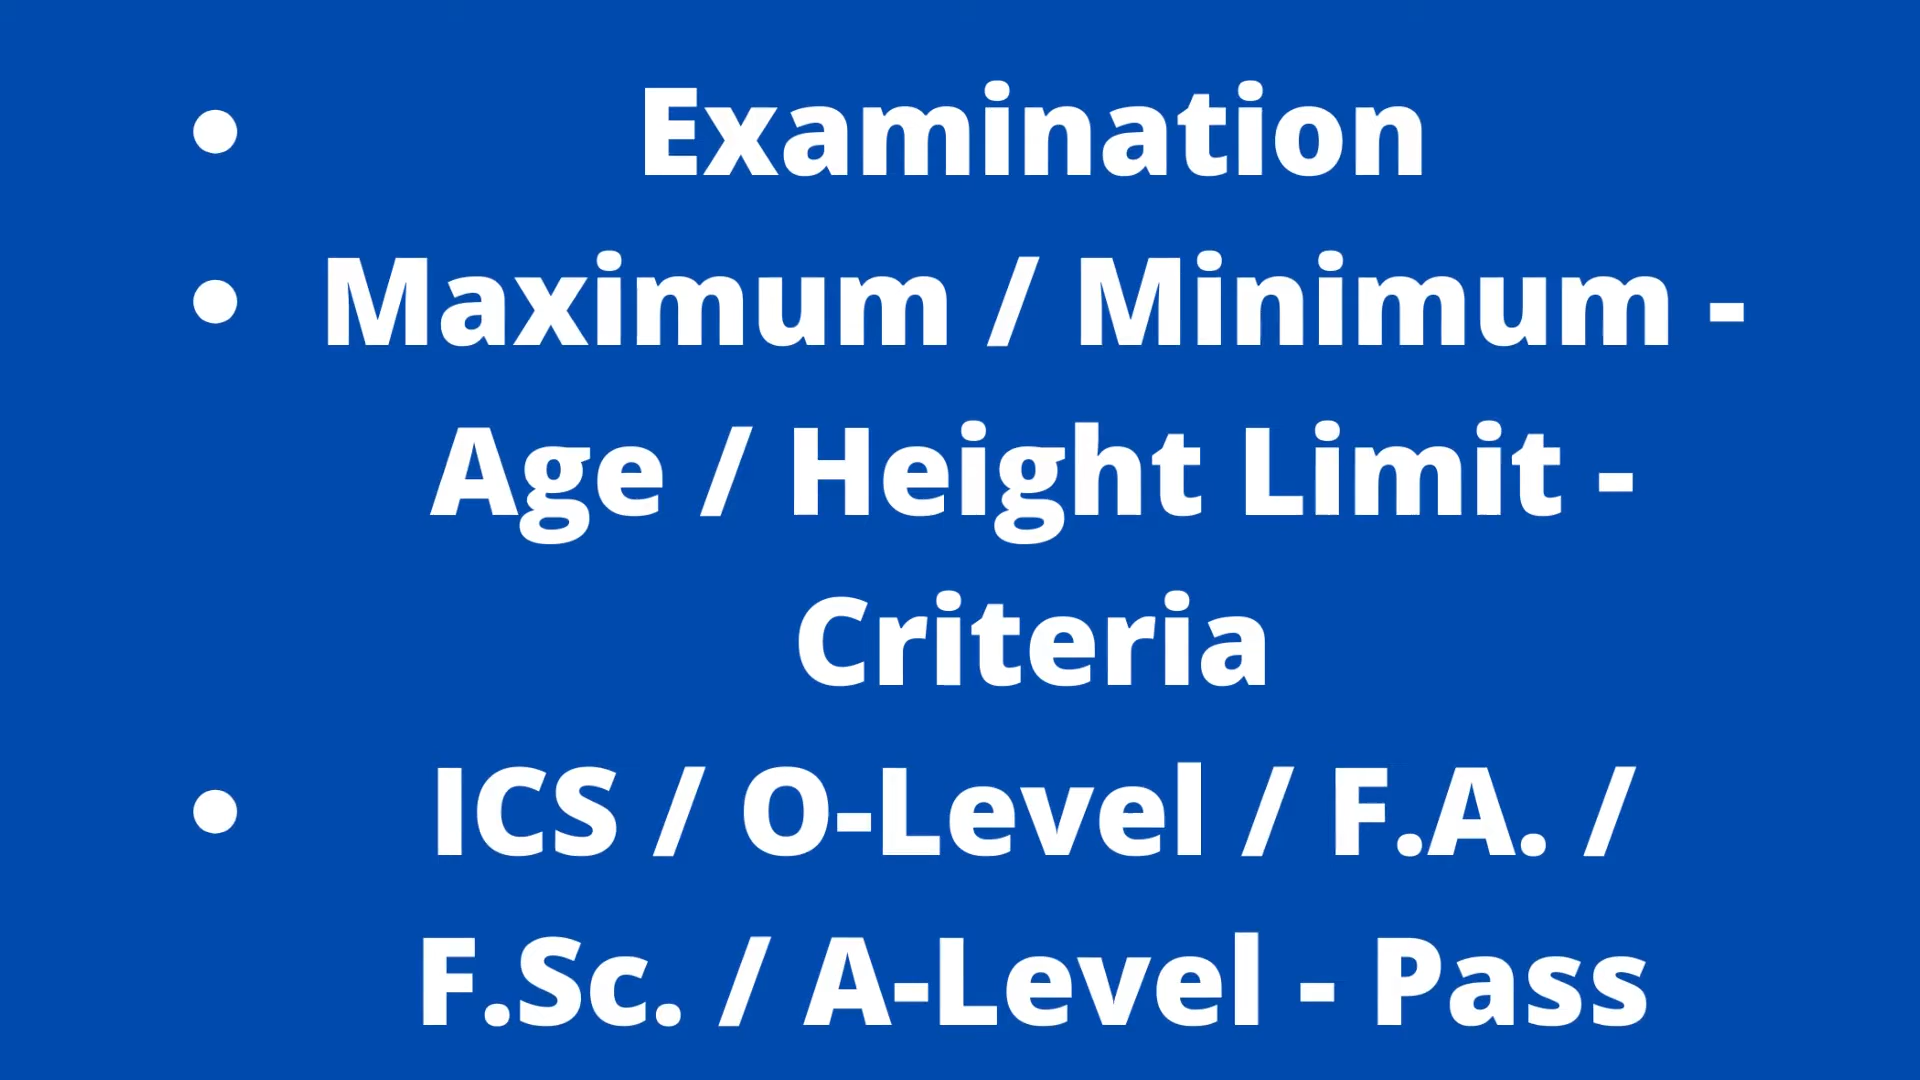 • Examination
• Maximum / Minimum -
Age / Height Limit -
Criteria
• ICS / O-Level / F.A. /
F.Sc. / A-Level - Pass